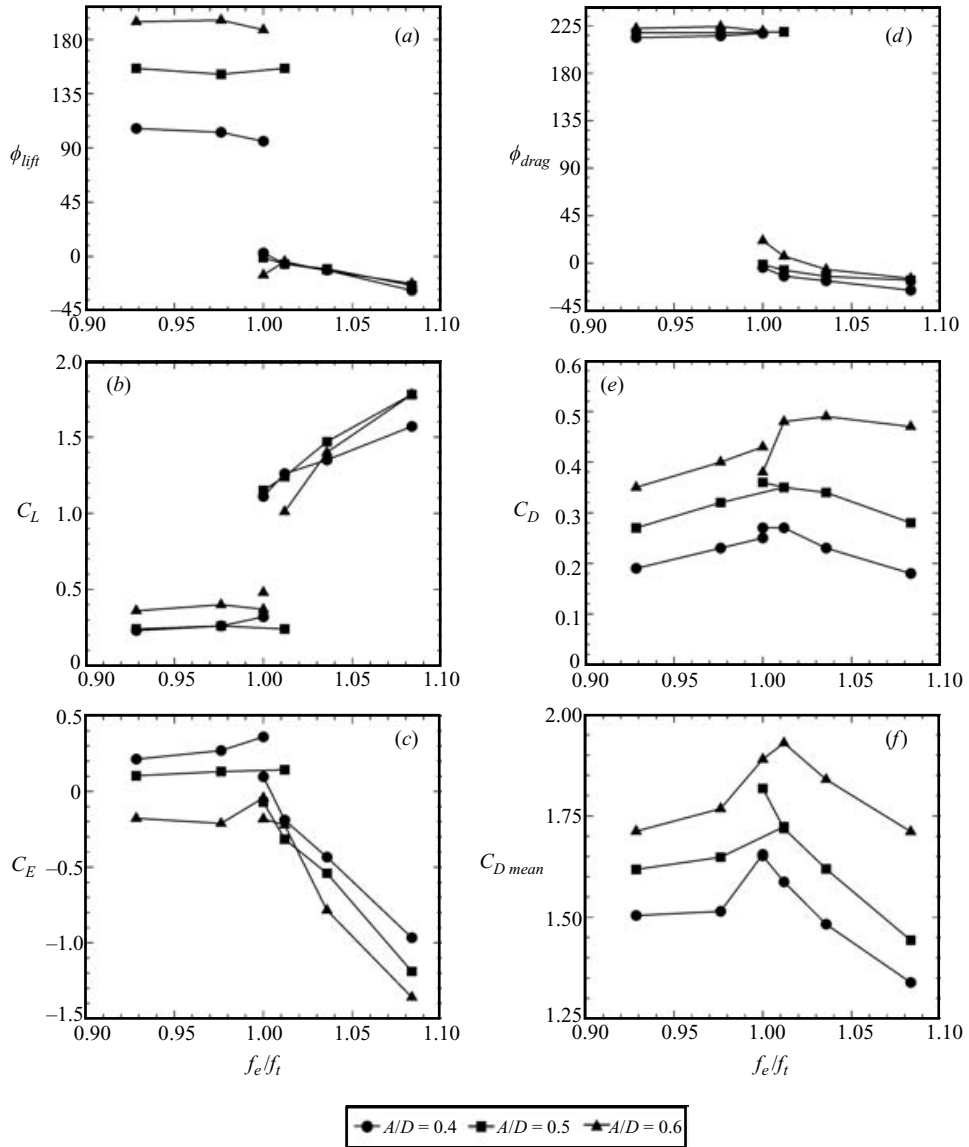 180
135
90
45
0
−45
ϕlift
(a)
0.90 0.95 1.00 1.05 1.10
225
180
135
90
45
0
−45
ϕdrag
(d)
0.90 0.95 1.00 1.05 1.10
2.0
1.5
1.0
0.5
0
CL
(b)
0.90 0.95 1.00 1.05 1.10
0.6
0.5
0.4
0.3
0.2
0.1
0
CD
(e)
0.90 0.95 1.00 1.05 1.10
0.5
0
−0.5
−1.0
−1.5
CE
(c)
0.90 0.95 1.00 1.05 1.10
fe/ft
2.00
1.75
1.50
1.25
CD mean
(f)
0.90 0.95 1.00 1.05 1.10
fe/ft
A/D = 0.4 A/D = 0.5 A/D = 0.6